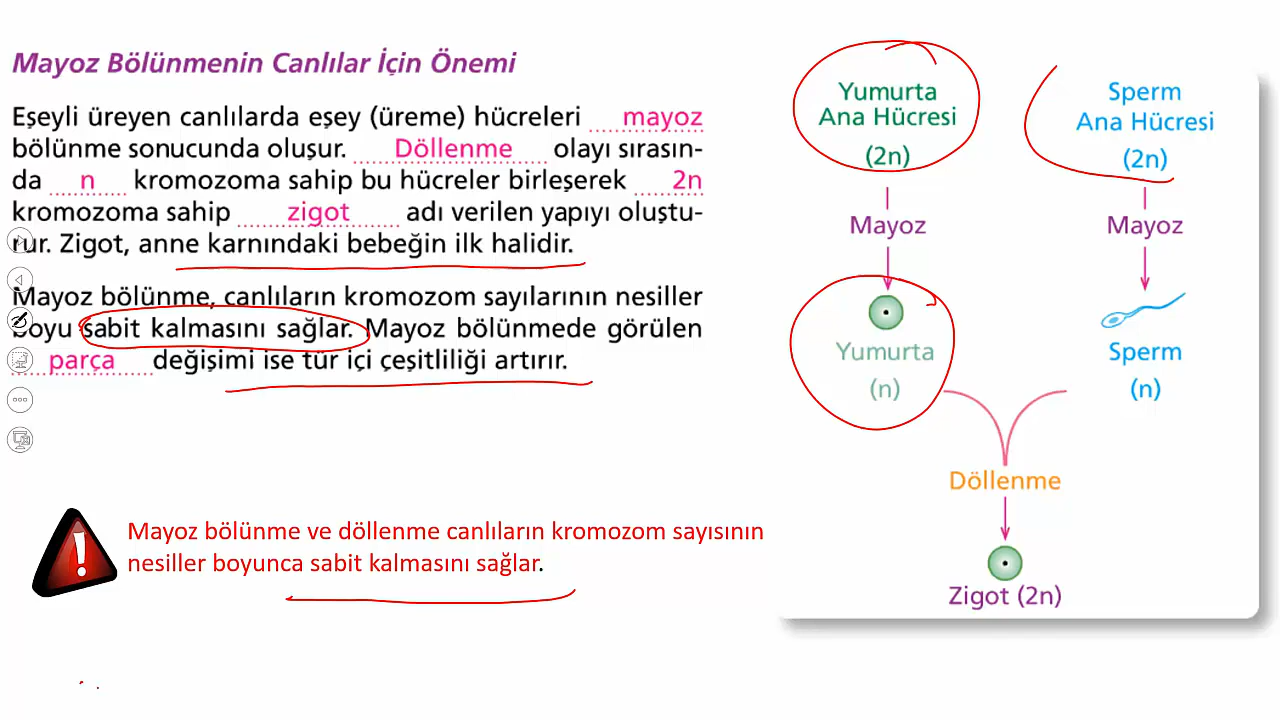 Mayoz Bölünmenin Canlılar İçin Önemi
Eşeyli üreyen canlılarda eşey (üreme) hücreleri mayoz
bölünme sonucunda oluşur. Döllenme olayı sırasın-
da n kromozoma sahip bu hücreler birleşerek 2n
kromozoma sahip zigot adı verilen yapıyı oluştu-
rur. Zigot, anne karnındaki bebeğin ilk halidir.
Mayoz bölünme, canlıların kromozom sayılarının nesiller
boyu sabit kalmasını sağlar. Mayoz bölünmede görülen
parça değişimi ise tür içi çeşitliliği artırır.
Mayoz bölünme ve döllenme canlıların kromozom sayısının
nesiller boyunca sabit kalmasını sağlar.
Yumurta
Ana Hücresi
(2n)
Mayoz
Yumurta
(n)
Sperm
Ana Hücresi
(2n)
Mayoz
Sperm
(n)
Döllenme
Zigot (2n)